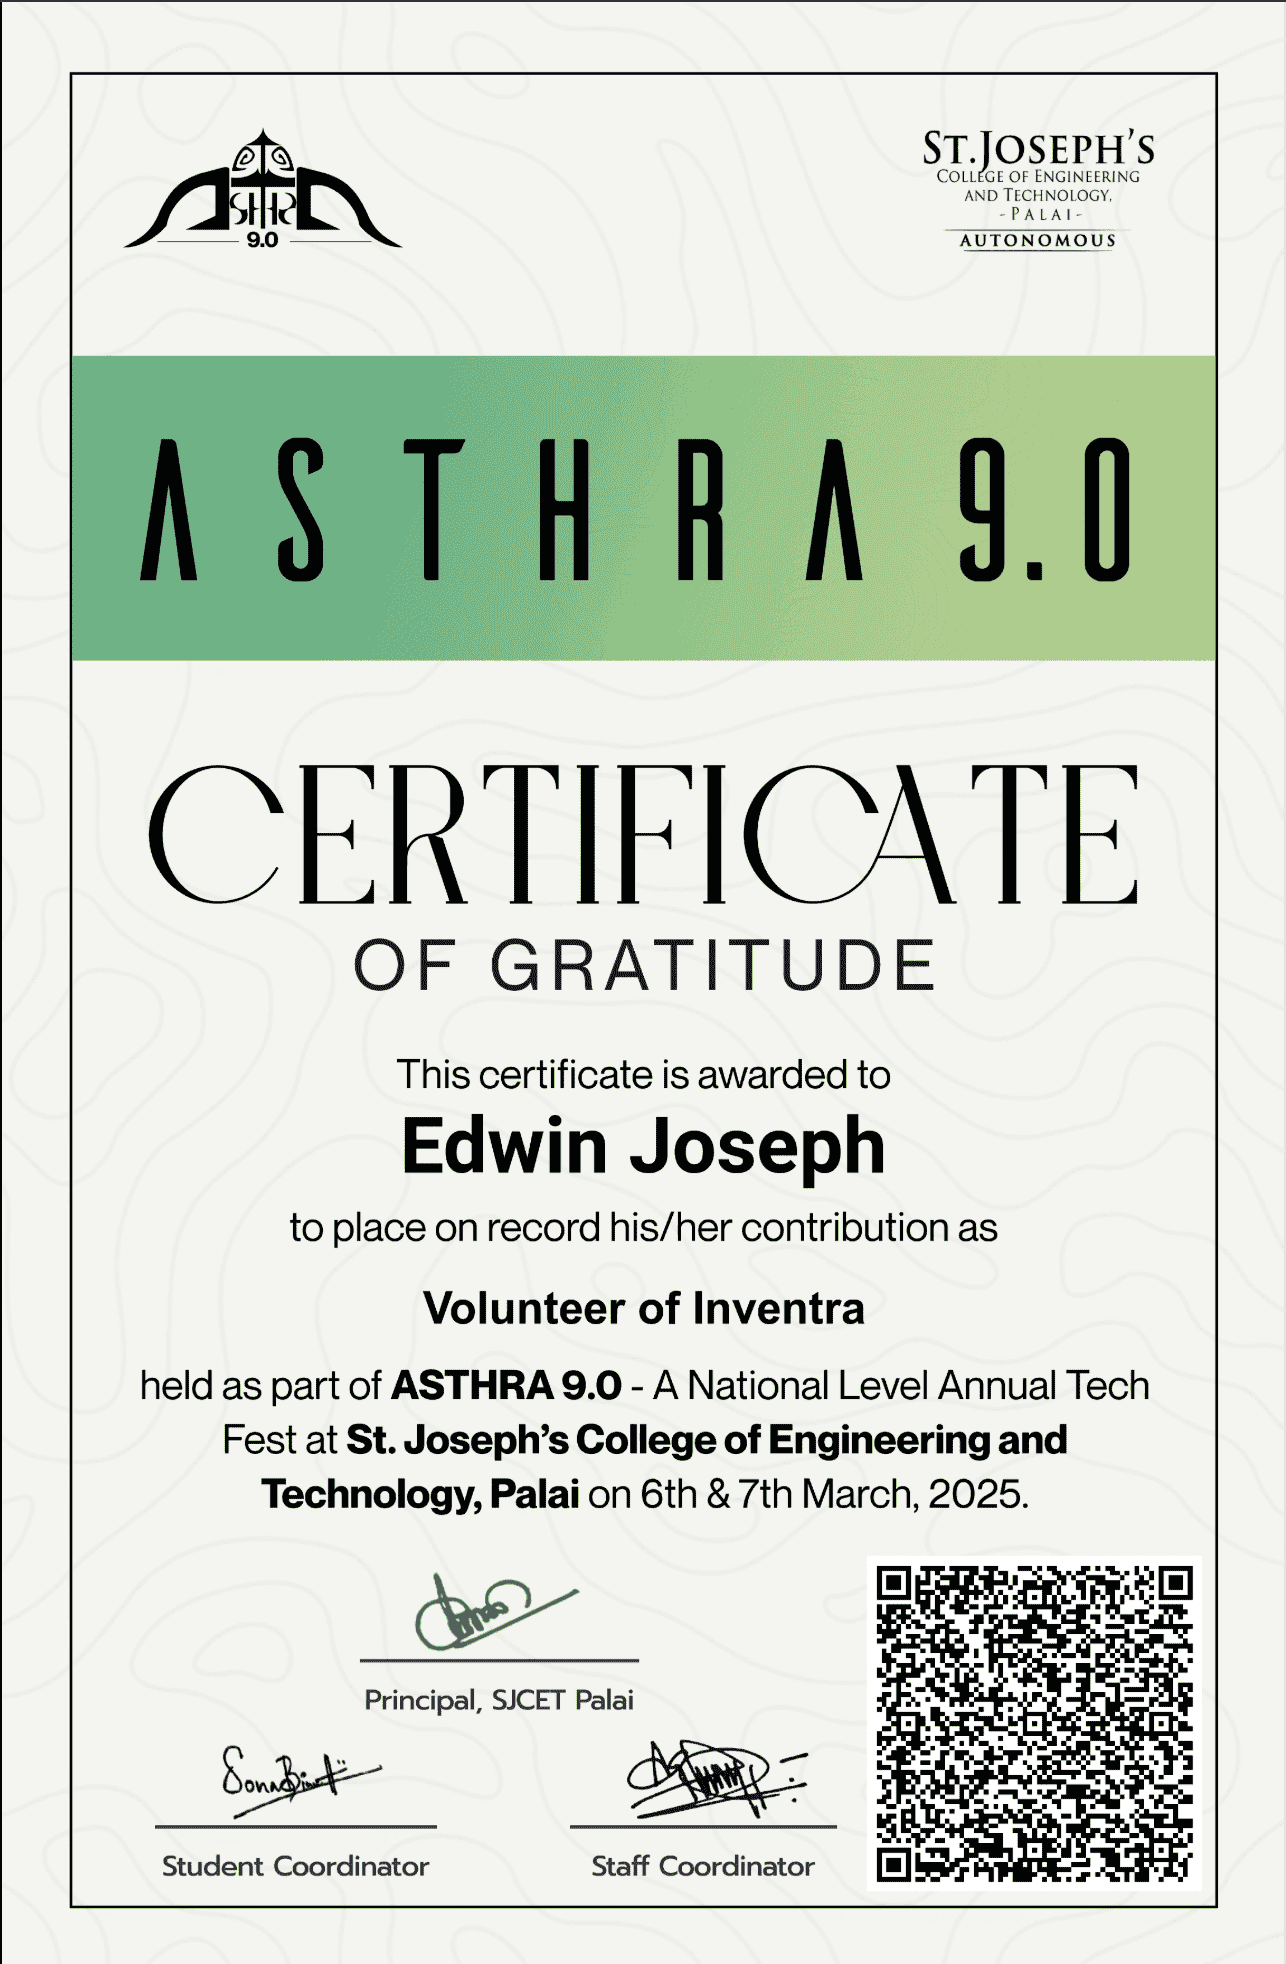 ASTHRA
9.0
ST.JOSEPH'S
COLLEGE OF ENGINEERING
AND TECHNOLOGY,
-PALAI-
AUTONOMOUS
ASTHRA 9.0
CERTIFICATE
OF GRATITUDE
This certificate is awarded to
Edwin Joseph
to place on record his/her contribution as
Volunteer of Inventra
held as part of ASTHRA 9.0 - A National Level Annual Tech
Fest at St. Joseph's College of Engineering and
Technology, Palai on 6th & 7th March, 2025.
Principal, SJCET Palai
Student Coordinator
Staff Coordinator